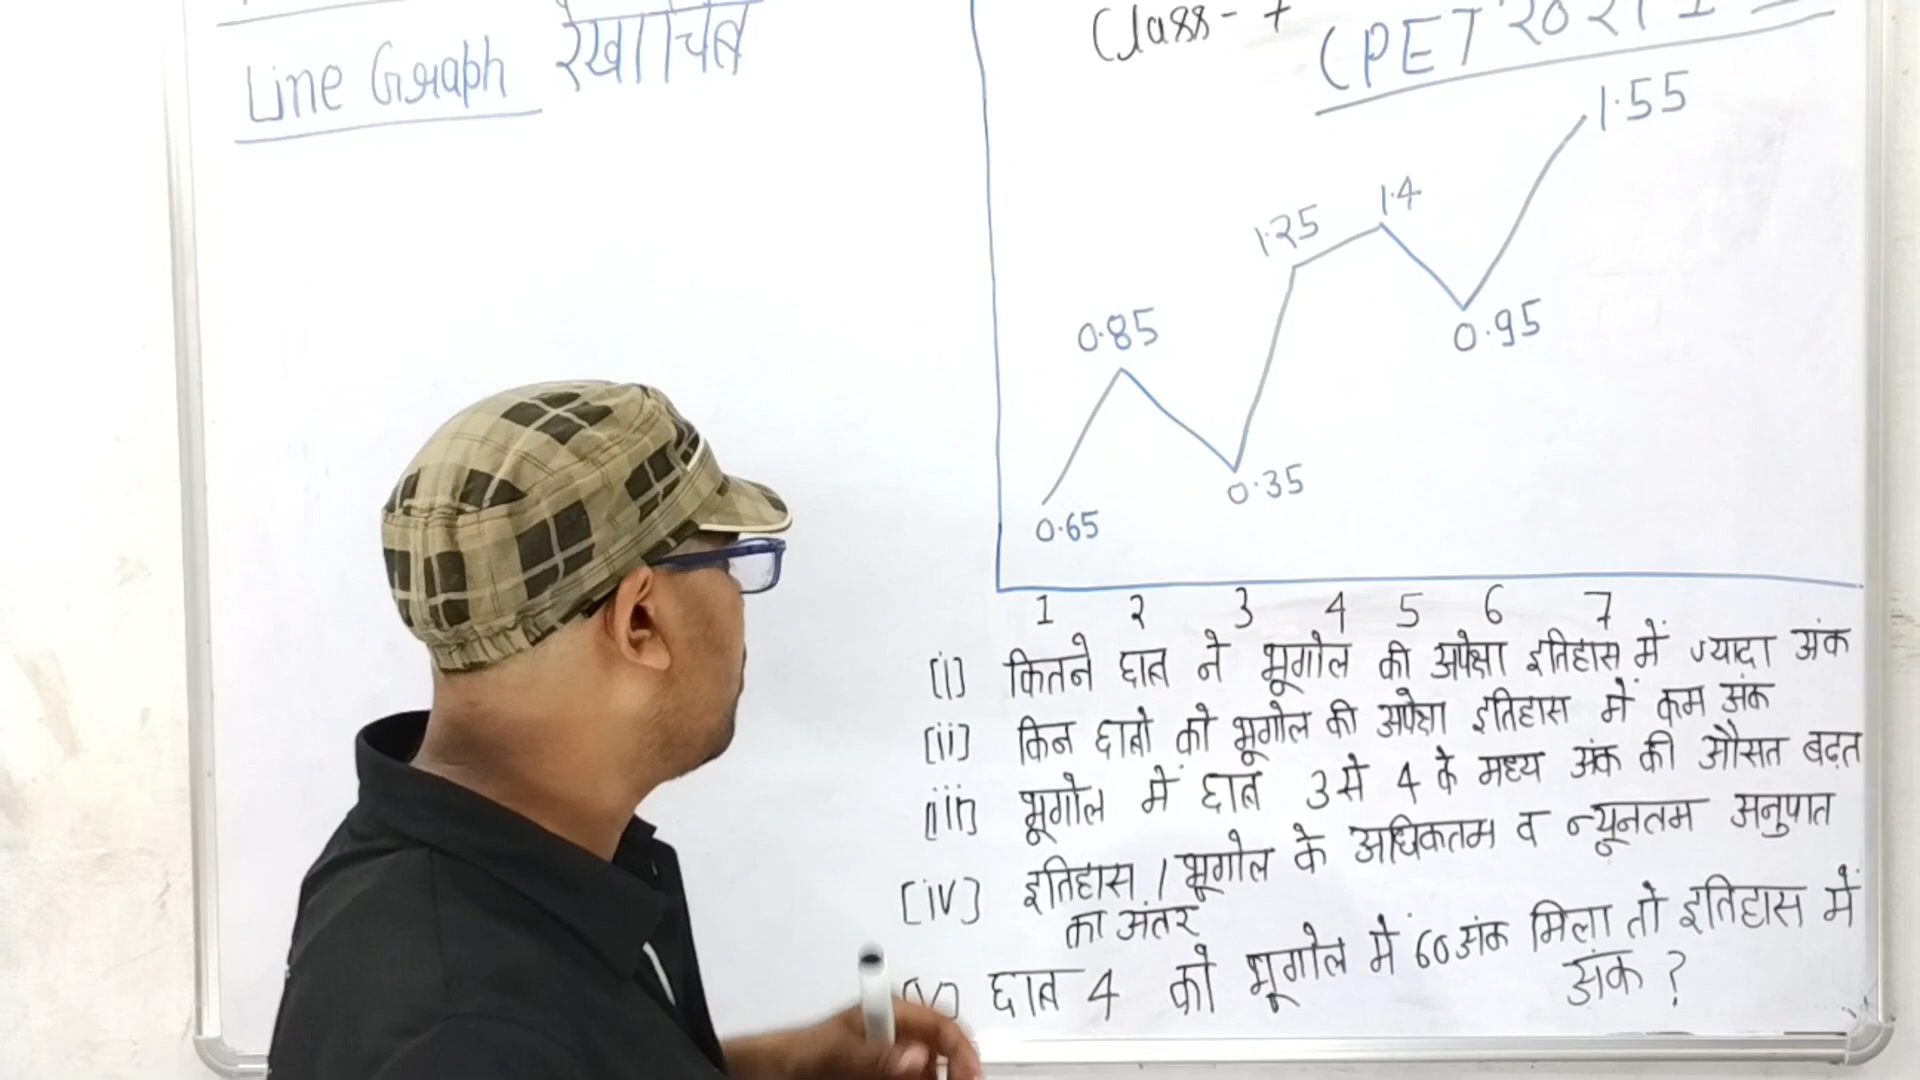 Line Graph रेखाचित्र
Class- 7
(PET 2021
1.55
1.4
1.25
0.85
0.95
0.35
0.65
1 2 3 4 5 6 7
(i) कितने छात्र ने भूगोल की अपेक्षा इतिहास में ज्यादा अंक
(ii) किन छात्रो को भूगोल की अपेक्षा इतिहास में कम अंक
(iii) भूगोल में छात्र 3 से 4 के मध्य अंक की औसत बढ़त
(iv) इतिहास / भूगोल के अधिकतम व न्यूनतम अनुपात
का अंतर
(v) छात्र 4 को भूगोल में 60 अंक मिला तो इतिहास में
अंक ?